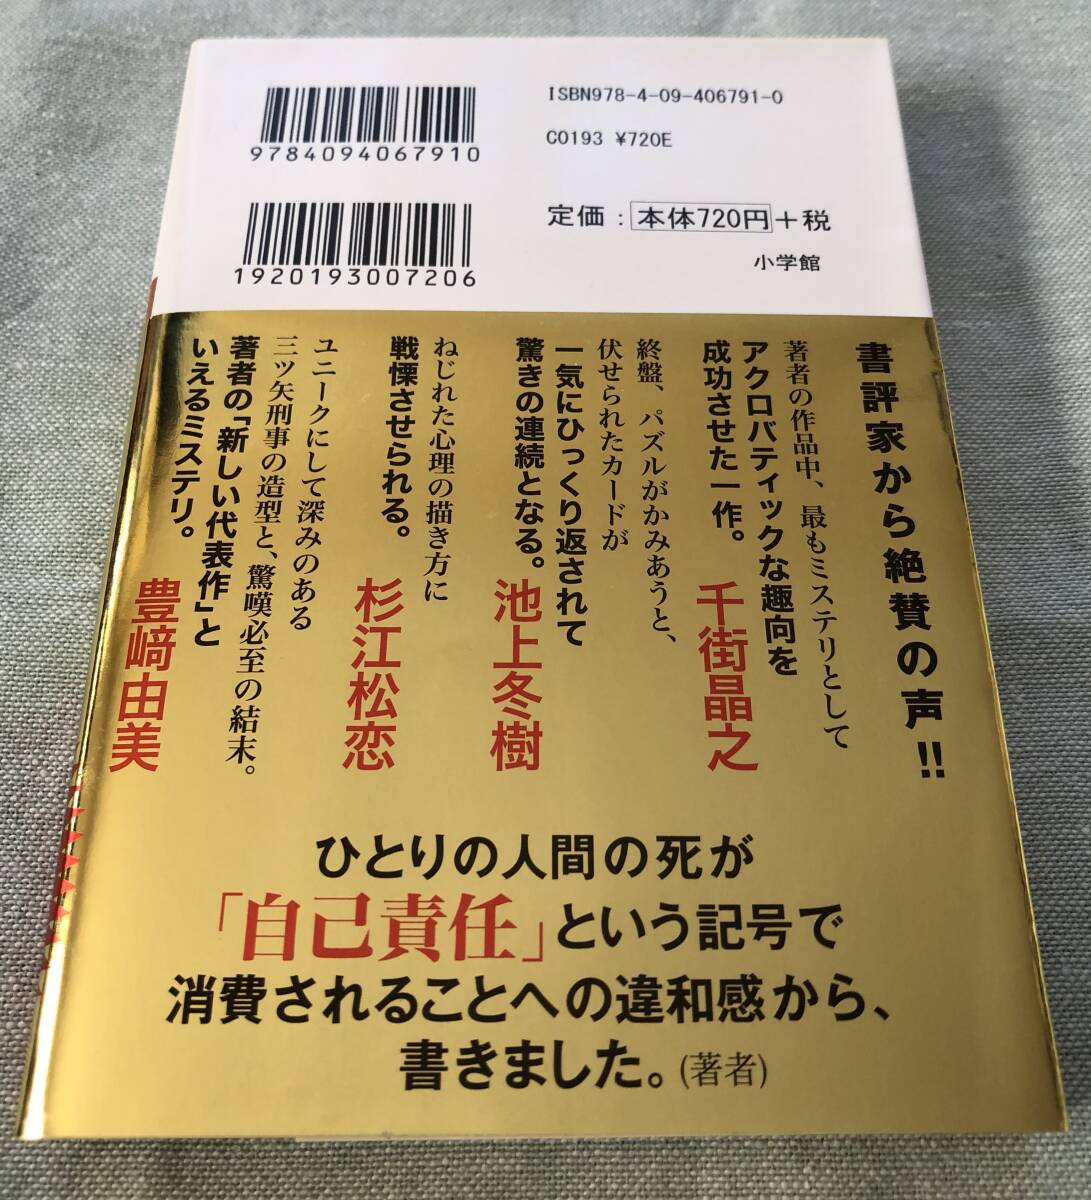 ISBN978-4-09-406791-0
C0193 ¥720E
9784094067910
定価：本体720円＋税
小学館
1920193007206
書評家から絶賛の声!!
著者の作品中、最もミステリとして
アクロバティックな趣向を
成功させた一作。
千街晶之
終盤、パズルがかみあうと、
伏せられたカードが
一気にひっくり返されて
驚きの連続となる。
池上冬樹
ねじれた心理の描き方に
戦慄させられる。
杉江松恋
ユニークにして深みのある
三ツ矢刑事の造型と、驚嘆必至の結末。
著者の「新しい代表作」と
いえるミステリ。
豊﨑由美
ひとりの人間の死が
「自己責任」という記号で
消費されることへの違和感から、
書きました。(著者)